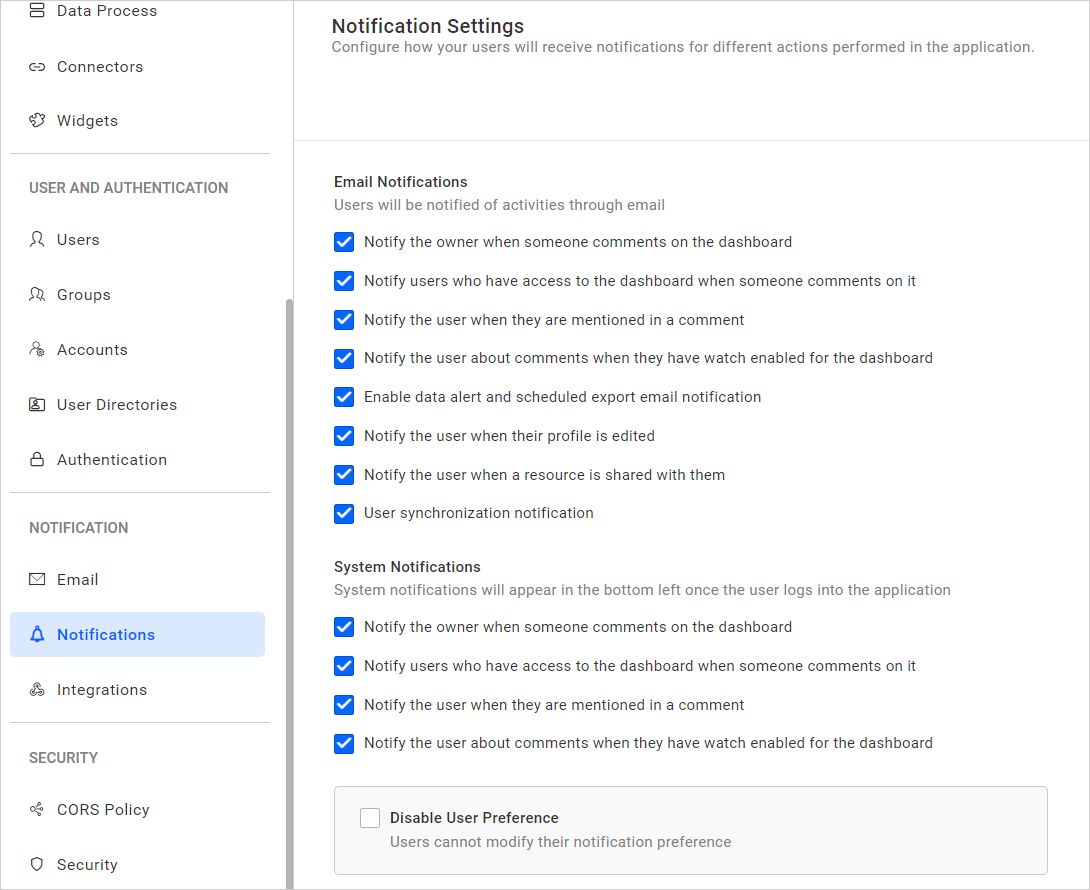 Data Process
Connectors
Widgets
USER AND AUTHENTICATION
Users
Groups
Accounts
User Directories
Authentication
NOTIFICATION
Email
Notifications
Integrations
SECURITY
CORS Policy
Security
Notification Settings
Configure how your users will receive notifications for different actions performed in the application.
Email Notifications
Users will be notified of activities through email
Notify the owner when someone comments on the dashboard
Notify users who have access to the dashboard when someone comments on it
Notify the user when they are mentioned in a comment
Notify the user about comments when they have watch enabled for the dashboard
Enable data alert and scheduled export email notification
Notify the user when their profile is edited
Notify the user when a resource is shared with them
User synchronization notification
System Notifications
System notifications will appear in the bottom left once the user logs into the application
Notify the owner when someone comments on the dashboard
Notify users who have access to the dashboard when someone comments on it
Notify the user when they are mentioned in a comment
Notify the user about comments when they have watch enabled for the dashboard
Disable User Preference
Users cannot modify their notification preference